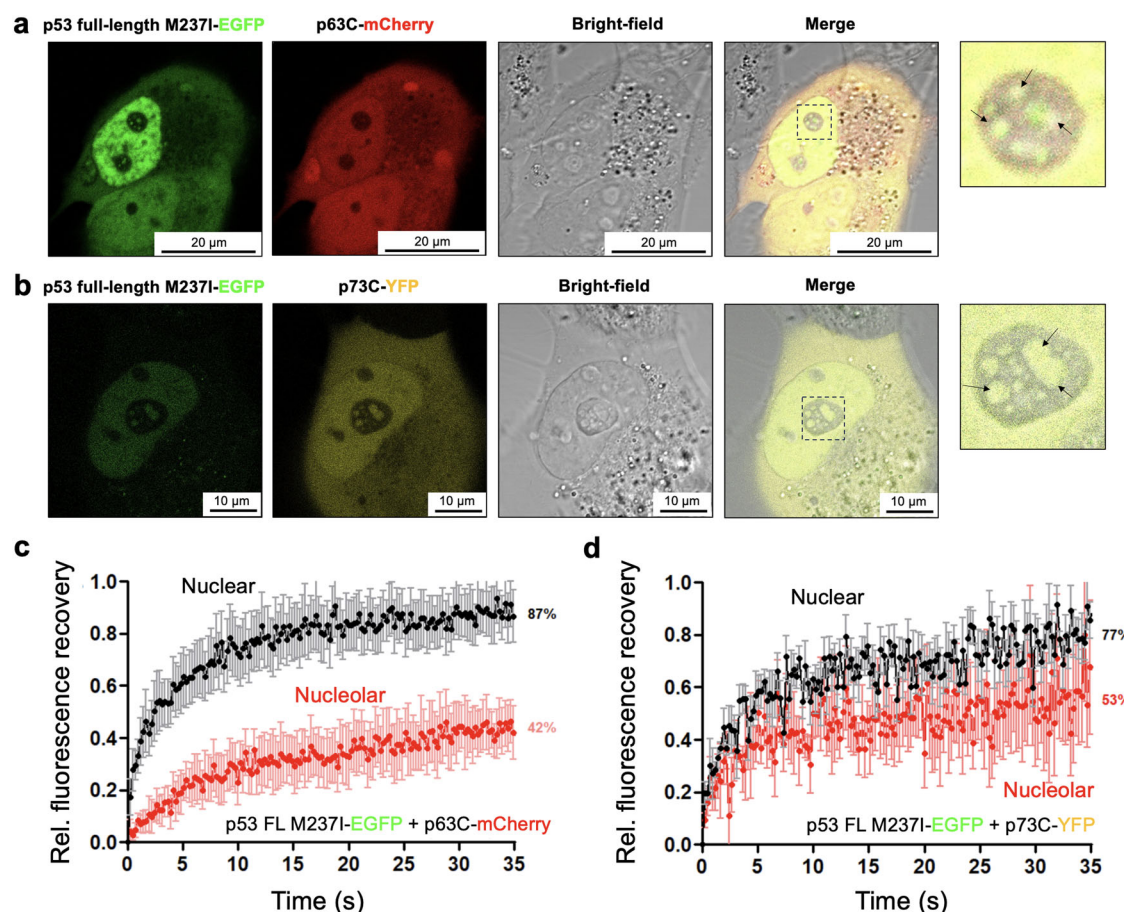 a
p53 full-length M237I-EGFP p63C-mCherry Bright-field Merge
20 µm 20 µm 20 µm 20 µm
b
p53 full-length M237I-EGFP p73C-YFP Bright-field Merge
10 µm 10 µm 10 µm 10 µm
c
Rel. fluorescence recovery
1.0
0.8
0.6
0.4
0.2
0.0
Nuclear
87%
Nucleolar
42%
p53 FL M237I-EGFP + p63C-mCherry
0 5 10 15 20 25 30 35
Time (s)
d
Rel. fluorescence recovery
1.0
0.8
0.6
0.4
0.2
0.0
Nuclear
77%
53%
Nucleolar
p53 FL M237I-EGFP + p73C-YFP
0 5 10 15 20 25 30 35
Time (s)